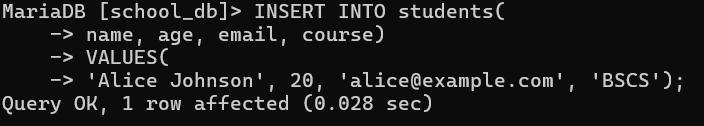 MariaDB [school_db]> INSERT INTO students(
    -> name, age, email, course)
    -> VALUES(
    -> 'Alice Johnson', 20, 'alice@example.com', 'BSCS');
Query OK, 1 row affected (0.028 sec)